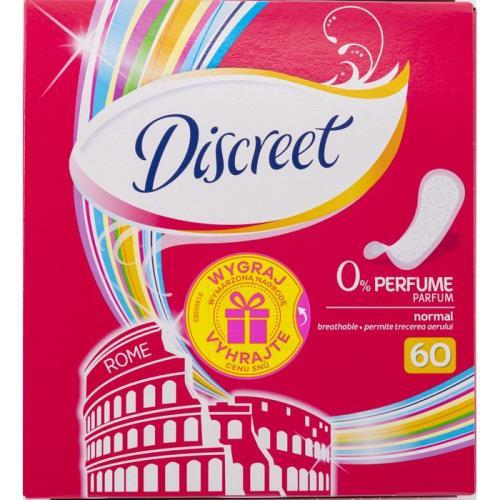 Discreet
0% PERFUME
PARFUM
normal
breathable • permite trecerea aerului
60
WYGRAJ
WYMARZONĄ NAGRODĘ
VYHRAJTE
CENU SNŮ
ROME